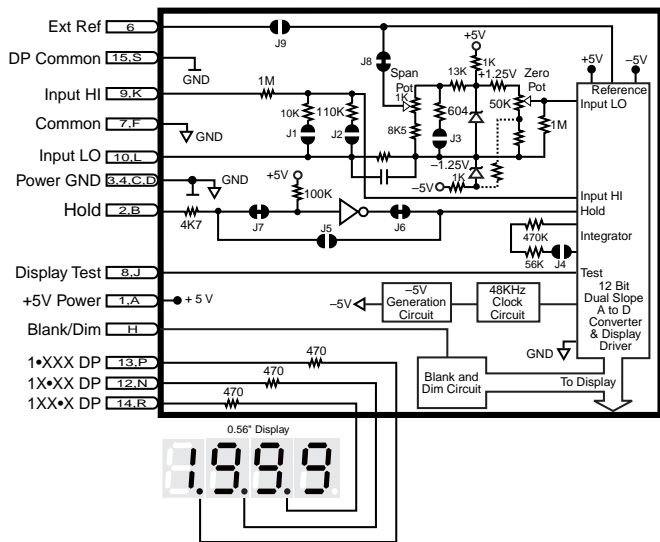 Ext Ref 6
J9
DP Common 15,S
GND
Input HI 9,K
1M
Common 7,F
GND
Input LO 10,L
Power GND 3,4,C,D
GND
Hold 2,B
4K7
J7
J6
J5
+5V
100K
10K
J1
110K
J2
J8
Span
Pot
1K
8K5
13K
604
J3
+5V
1K
+1.25V
50K
Zero
Pot
1M
–1.25V
1K
–5V
+5V
–5V
Reference
Input LO
Input HI
Hold
Integrator
470K
56K
J4
Test
12 Bit
Dual Slope
A to D
Converter
& Display
Driver
Display Test 8,J
+5V Power 1,A
+ 5 V
–5V
–5V
Generation
Circuit
48KHz
Clock
Circuit
GND
Blank/Dim H
Blank and
Dim Circuit
To Display
1•XXX DP 13,P
470
1X•XX DP 12,N
470
1XX•X DP 14,R
470
0.56" Display
1.9.9.9